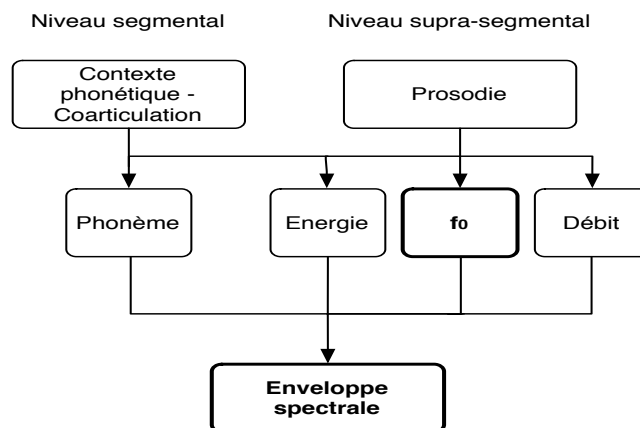 Niveau segmental
Niveau supra-segmental
Contexte
phonétique -
Coarticulation
Prosodie
Phonème
Energie
f0
Débit
Enveloppe
spectrale